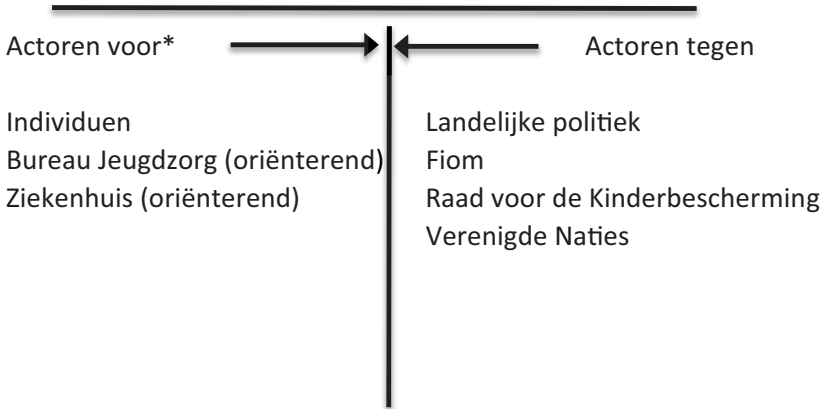 Actoren voor*
Actoren tegen
Individuen
Bureau Jeugdzorg (oriënterend)
Ziekenhuis (oriënterend)
Landelijke politiek
Fiom
Raad voor de Kinderbescherming
Verenigde Naties